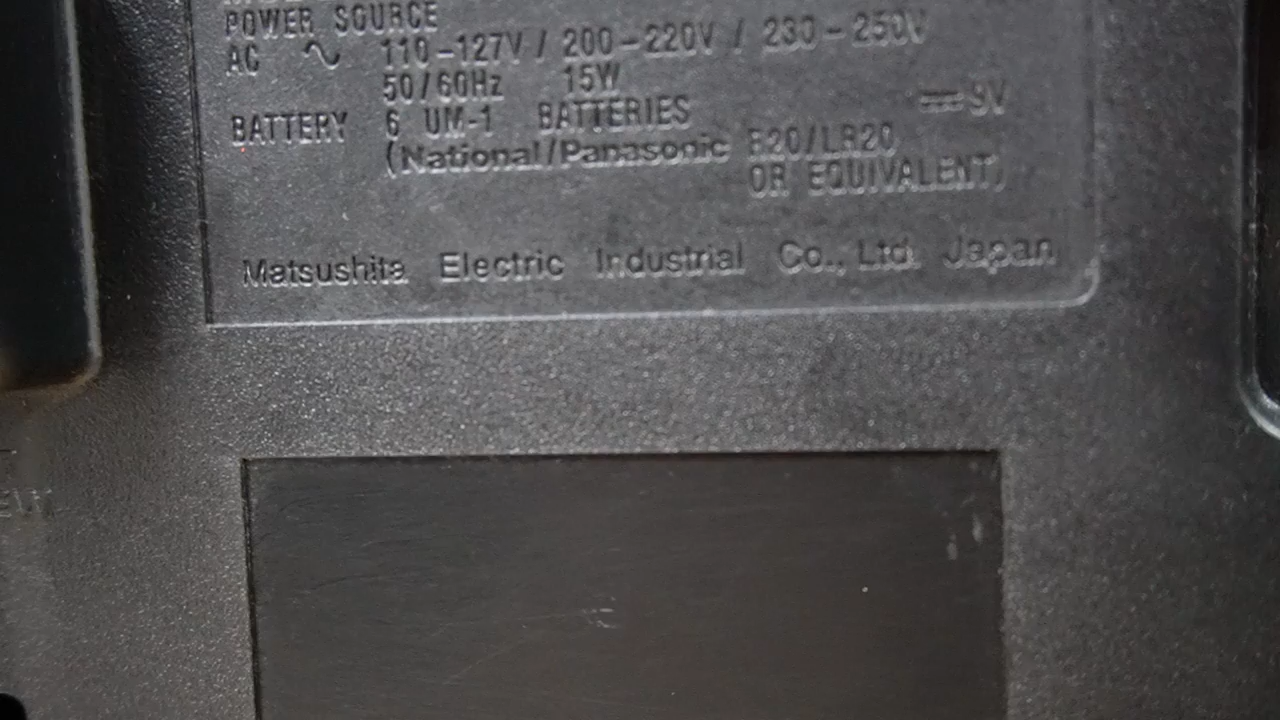 POWER SOURCE
AC ~ 110-127V / 200-220V / 230-250V
50/60Hz 15W
BATTERY 6 UM-1 BATTERIES ⎓ 9V
(National/Panasonic R20/LR20
OR EQUIVALENT)
Matsushita Electric Industrial Co., Ltd. Japan